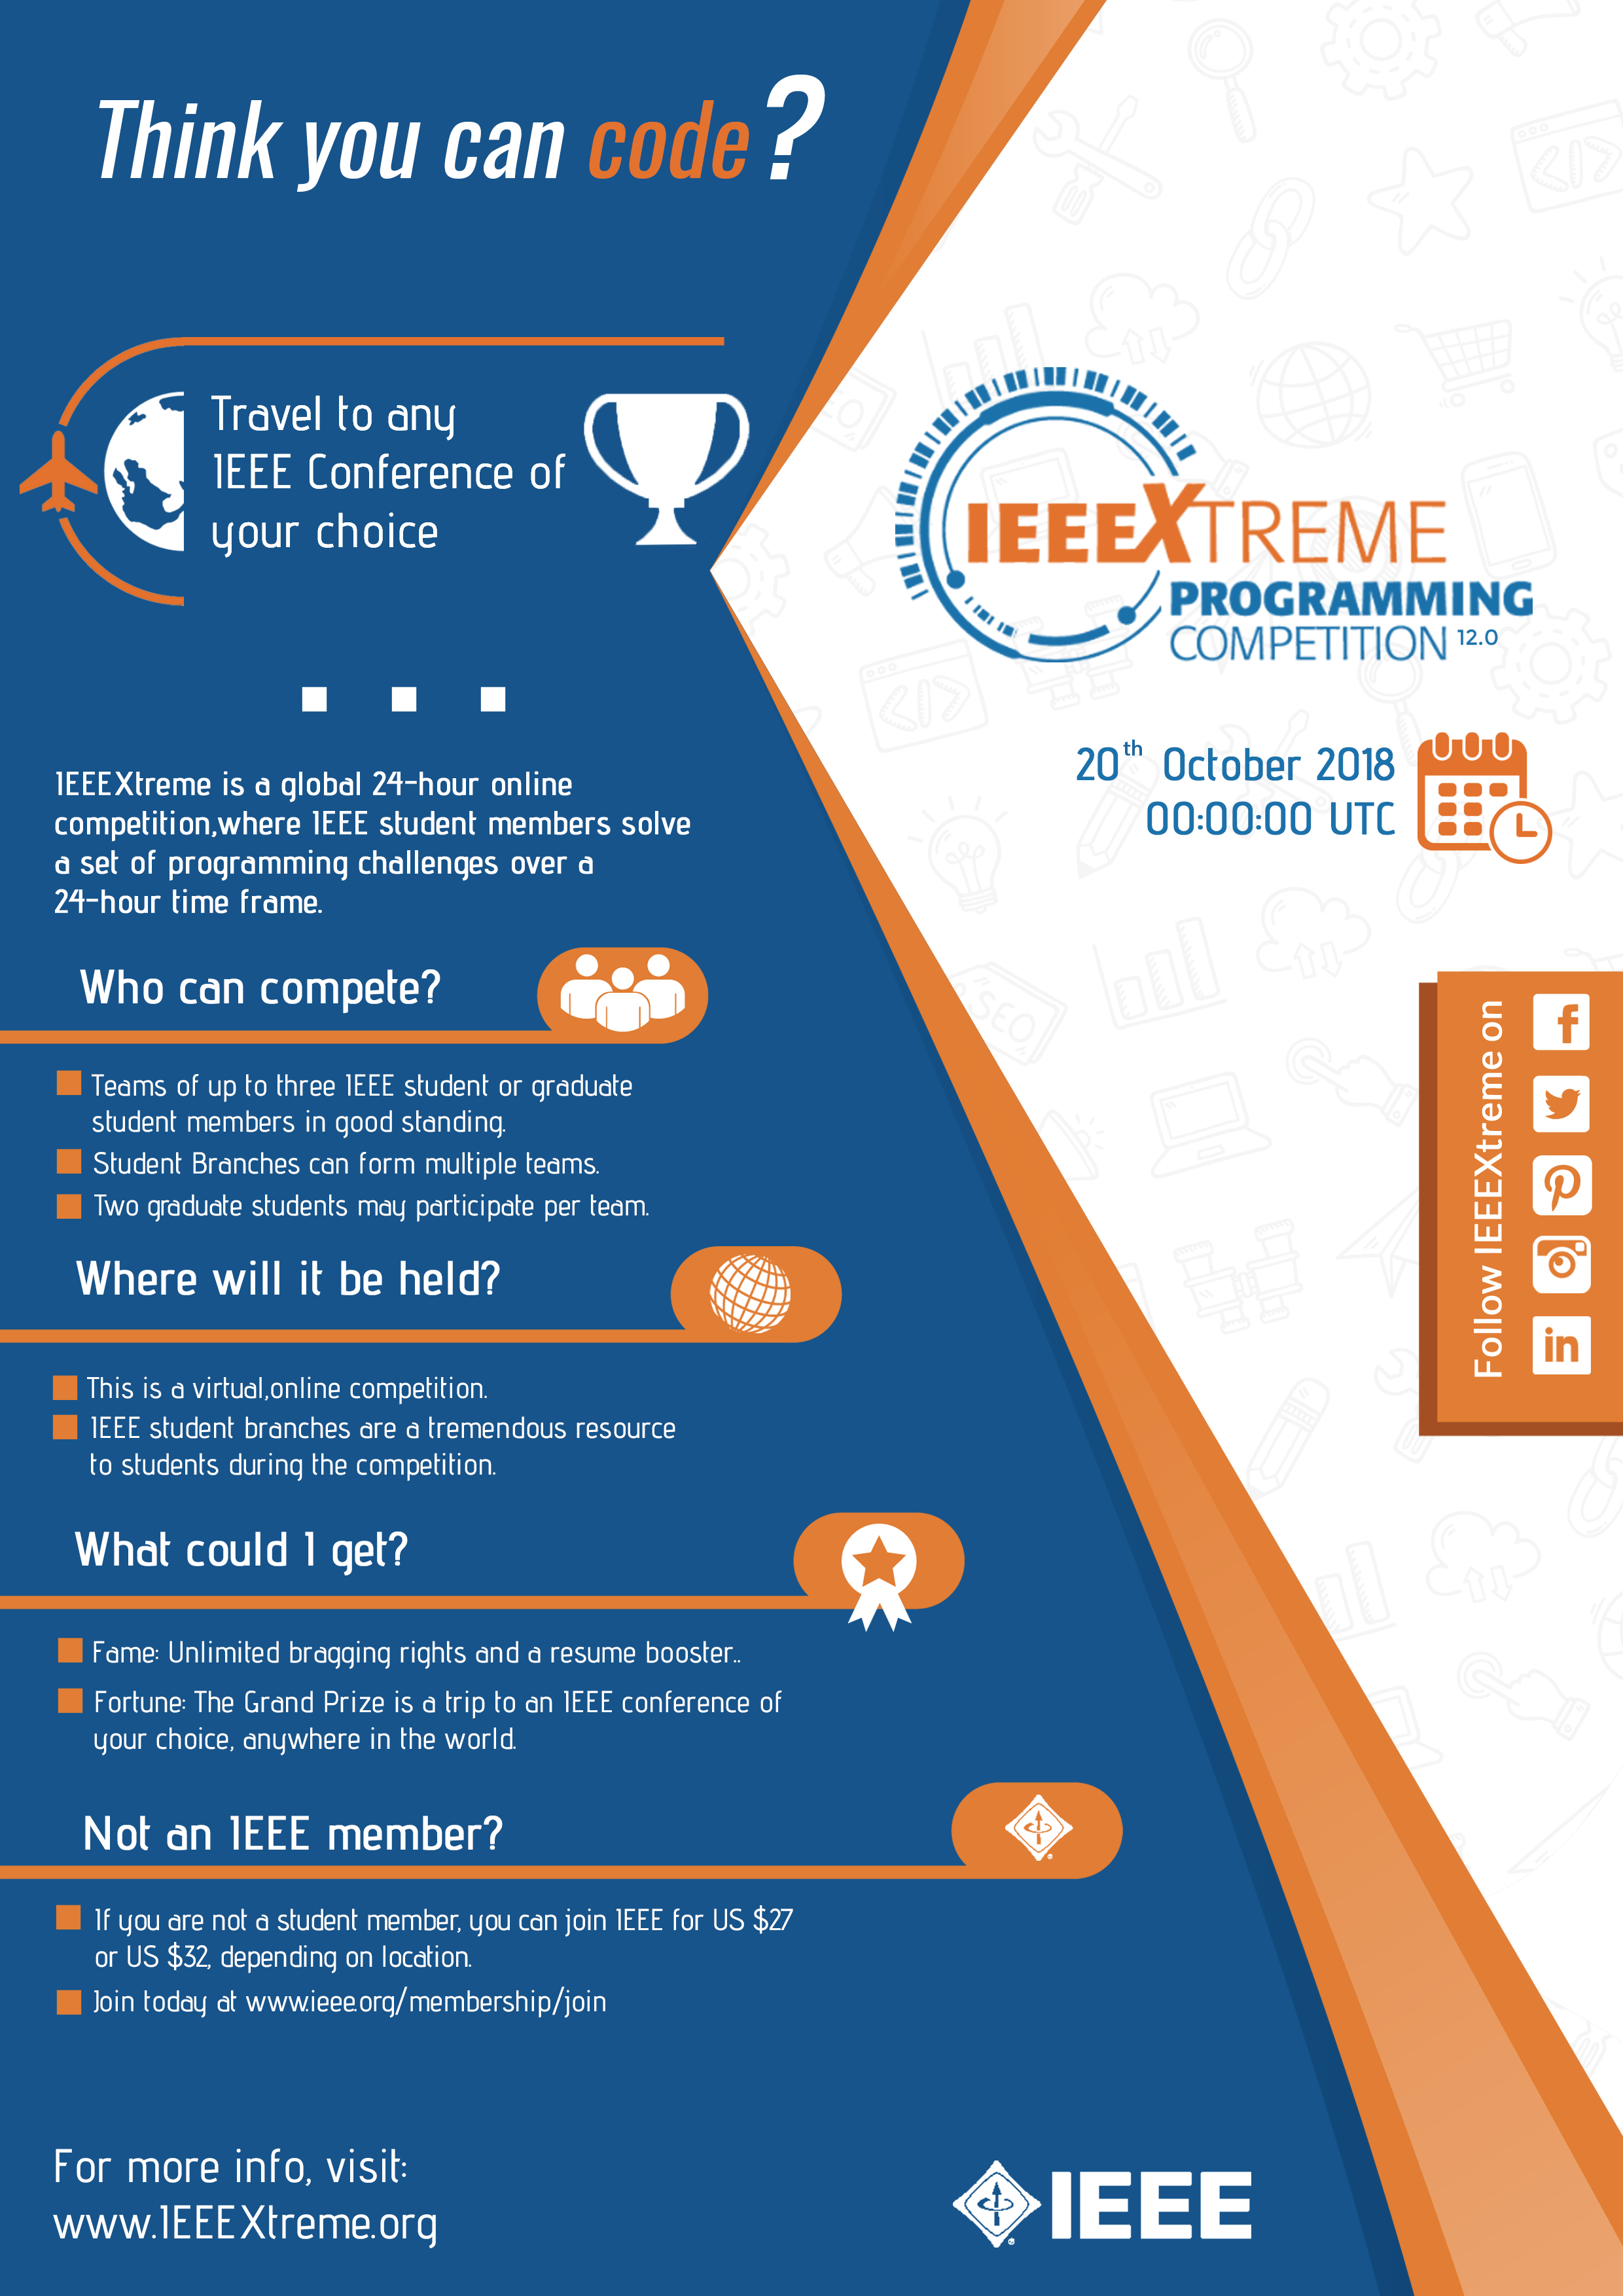 Think you can code?
Travel to any
IEEE Conference of
your choice
IEEEXtreme is a global 24-hour online
competition,where IEEE student members solve
a set of programming challenges over a
24-hour time frame.
Who can compete?
Teams of up to three IEEE student or graduate
student members in good standing.
Student Branches can form multiple teams.
Two graduate students may participate per team.
Where will it be held?
This is a virtual,online competition.
IEEE student branches are a tremendous resource
to students during the competition.
What could I get?
Fame: Unlimited bragging rights and a resume booster..
Fortune: The Grand Prize is a trip to an IEEE conference of
your choice, anywhere in the world.
Not an IEEE member?
If you are not a student member, you can join IEEE for US $27
or US $32, depending on location.
Join today at www.ieee.org/membership/join
For more info, visit:
www.IEEEXtreme.org
IEEE
IEEEXTREME
PROGRAMMING
COMPETITION 12.0
20th October 2018
00:00:00 UTC
SEO
Follow IEEEXtreme on
f
in